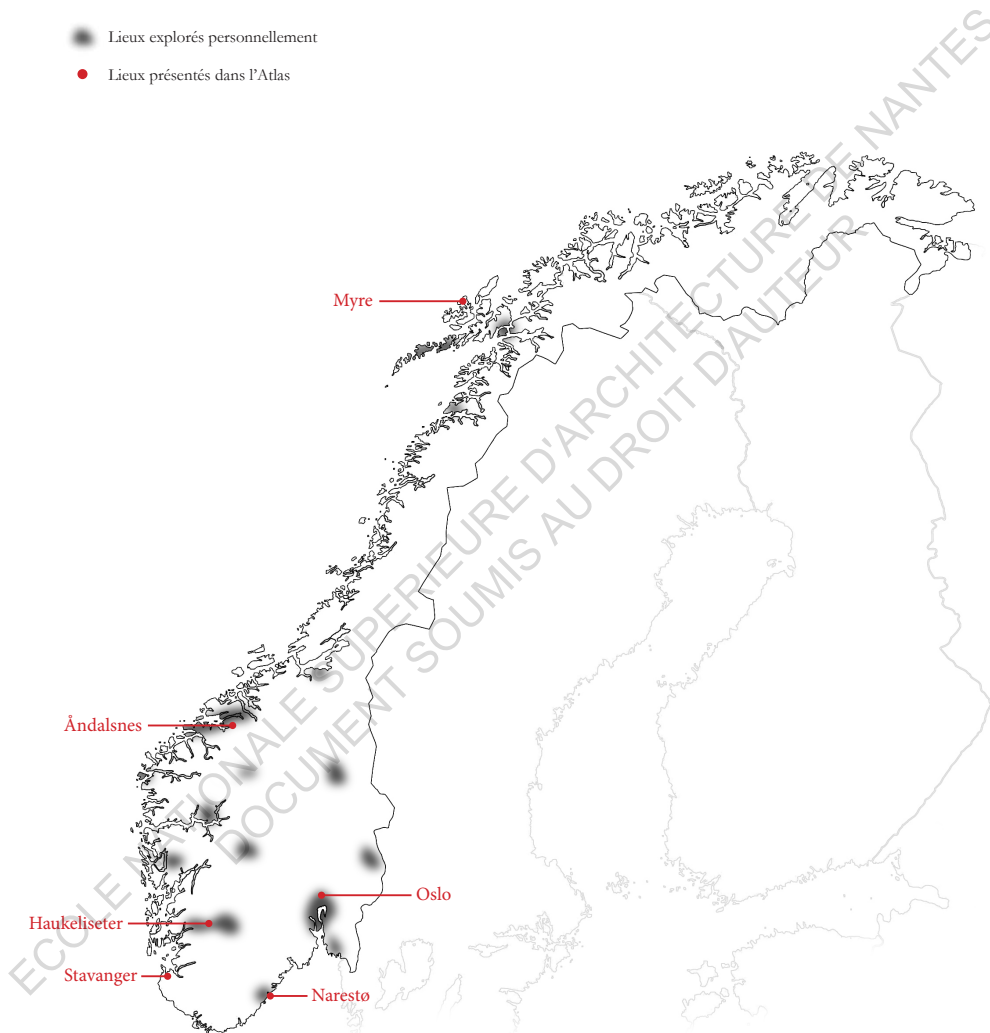 Lieux explorés personnellement
Lieux présentés dans l'Atlas
Myre
Åndalsnes
Oslo
Haukeliseter
Stavanger
Narestø
ECOLE NATIONALE SUPERIEURE D'ARCHITECTURE DE NANTES
DOCUMENT SOUMIS AU DROIT D'AUTEUR